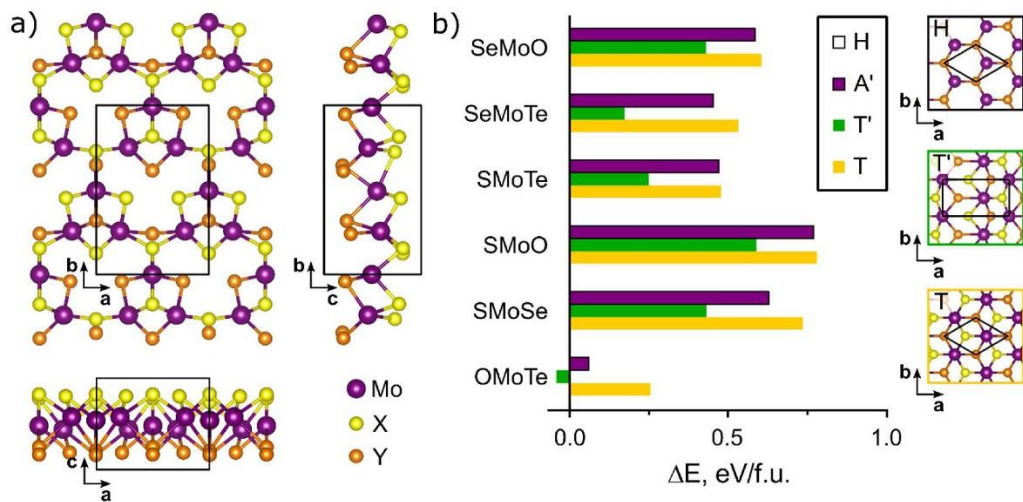 a)
b
a
b
c
c
a
Mo
X
Y
b)
SeMoO
SeMoTe
SMoTe
SMoO
SMoSe
OMoTe
0.0
0.5
1.0
ΔE, eV/f.u.
H
A'
T'
T
H
b
a
T'
b
a
T
b
a